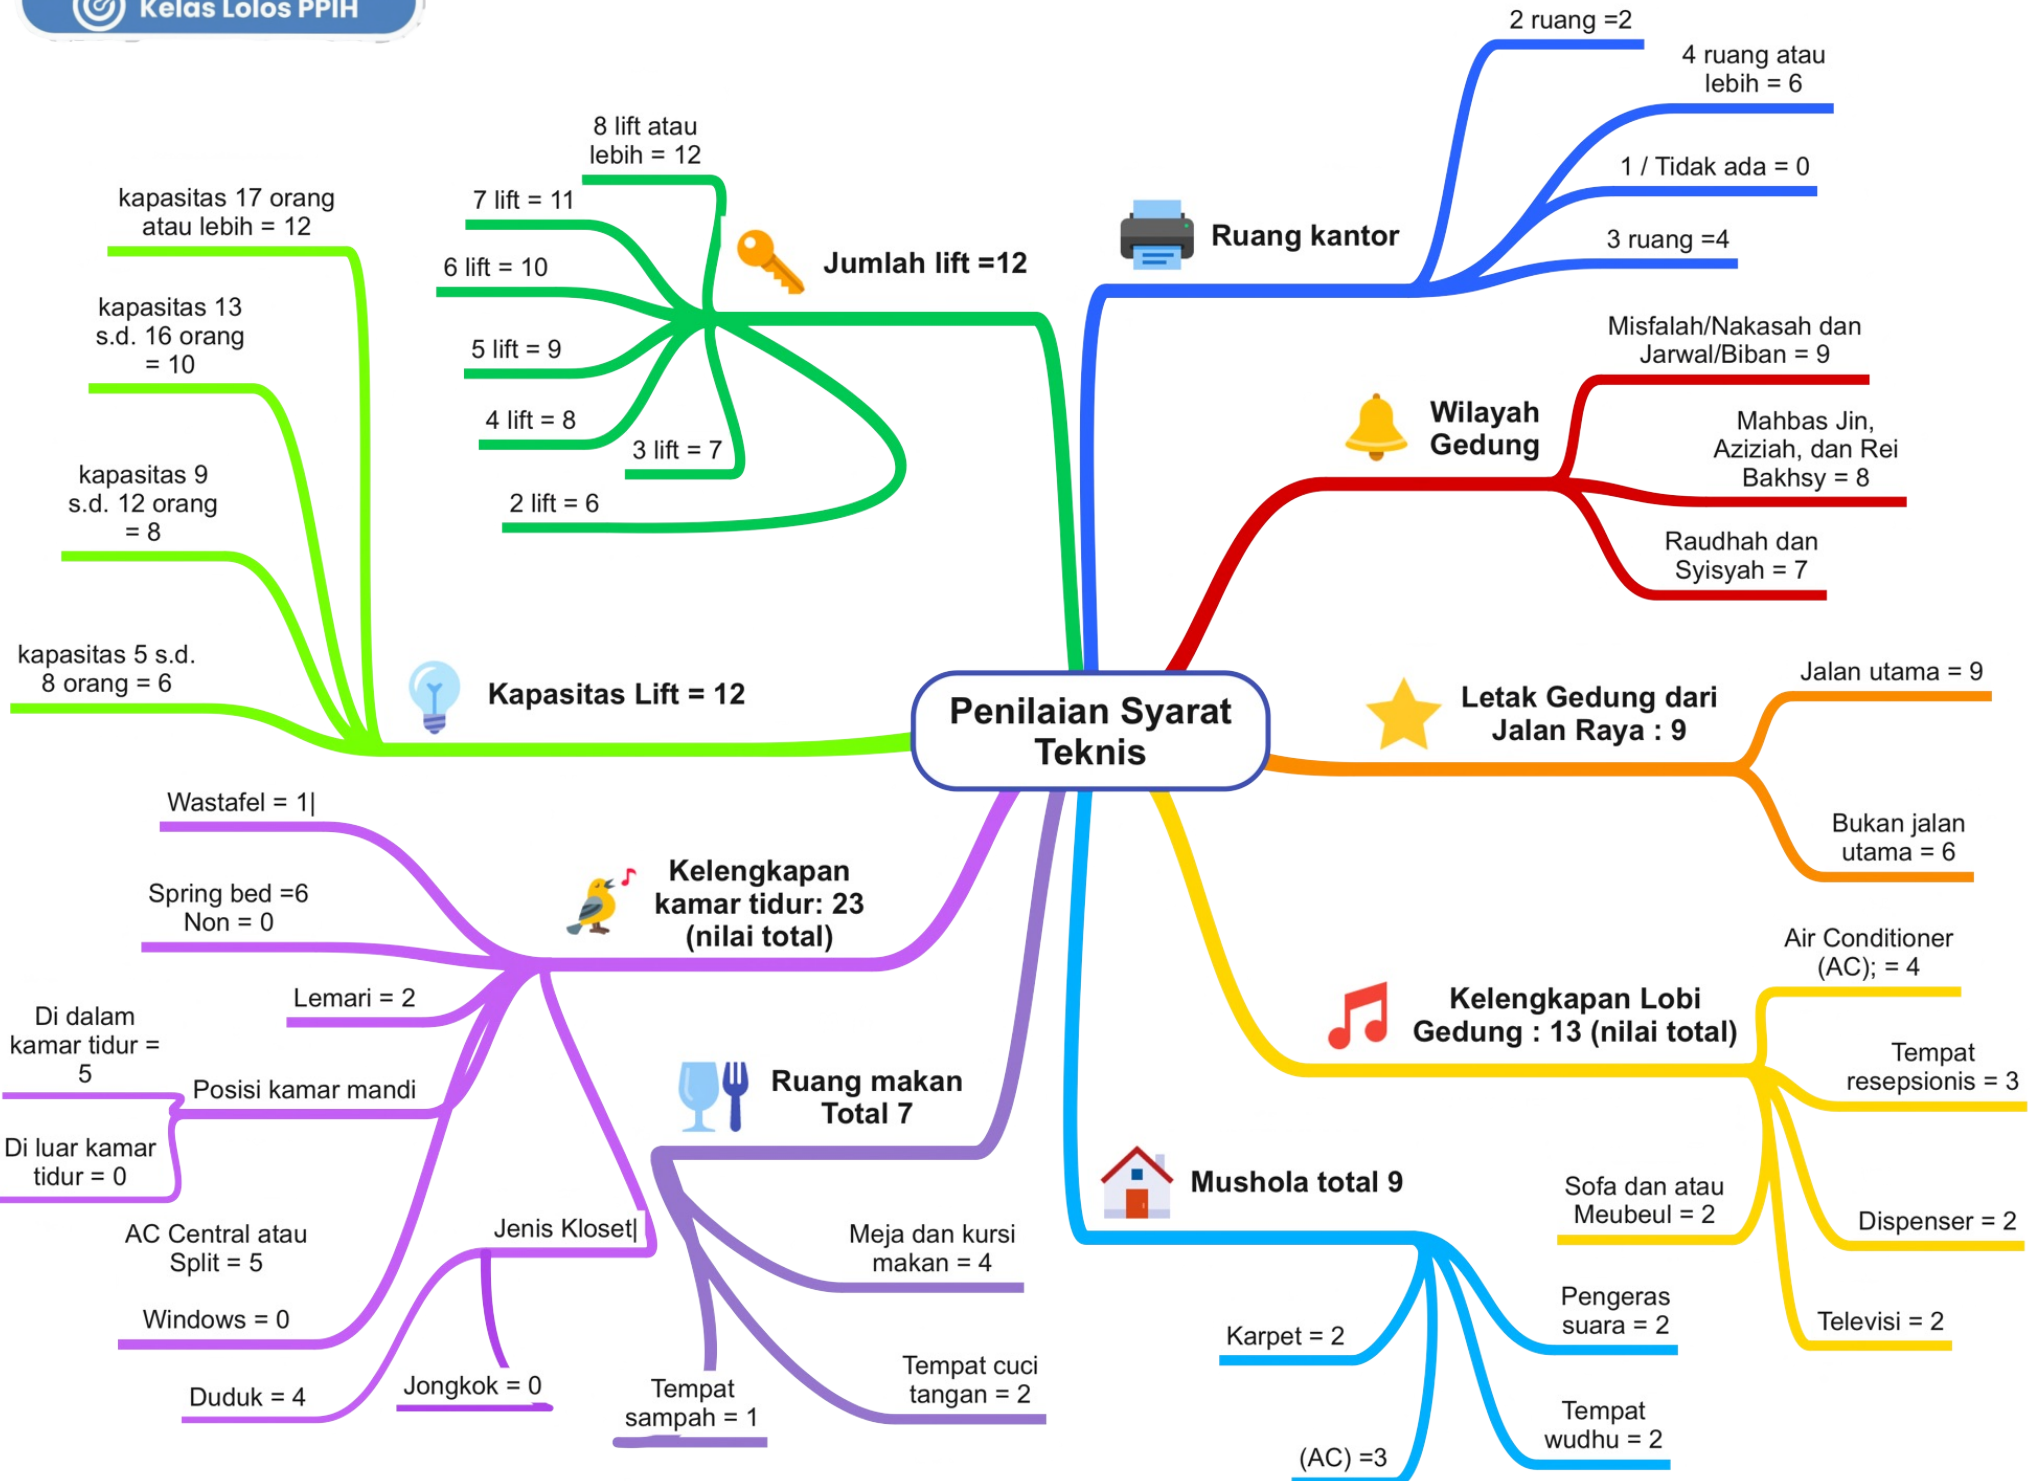 Kelas Lolos PPIH
2 ruang =2
4 ruang atau
lebih = 6
1 / Tidak ada = 0
3 ruang =4
Ruang kantor
8 lift atau
lebih = 12
7 lift = 11
6 lift = 10
5 lift = 9
4 lift = 8
3 lift = 7
2 lift = 6
Jumlah lift =12
kapasitas 17 orang
atau lebih = 12
kapasitas 13
s.d. 16 orang
= 10
kapasitas 9
s.d. 12 orang
= 8
kapasitas 5 s.d.
8 orang = 6
Kapasitas Lift = 12
Misfalah/Nakasah dan
Jarwal/Biban = 9
Mahbas Jin,
Aziziah, dan Rei
Bakhsy = 8
Raudhah dan
Syisyah = 7
Wilayah
Gedung
Penilaian Syarat
Teknis
Letak Gedung dari
Jalan Raya : 9
Jalan utama = 9
Bukan jalan
utama = 6
Wastafel = 1|
Spring bed =6
Non = 0
Lemari = 2
Di dalam
kamar tidur =
5
Posisi kamar mandi
Di luar kamar
tidur = 0
AC Central atau
Split = 5
Windows = 0
Jenis Kloset|
Duduk = 4
Jongkok = 0
Kelengkapan
kamar tidur: 23
(nilai total)
Ruang makan
Total 7
Meja dan kursi
makan = 4
Tempat cuci
tangan = 2
Tempat
sampah = 1
Mushola total 9
Karpet = 2
(AC) =3
Pengeras
suara = 2
Tempat
wudhu = 2
Kelengkapan Lobi
Gedung : 13 (nilai total)
Air Conditioner
(AC); = 4
Tempat
resepsionis = 3
Sofa dan atau
Meubeul = 2
Dispenser = 2
Televisi = 2